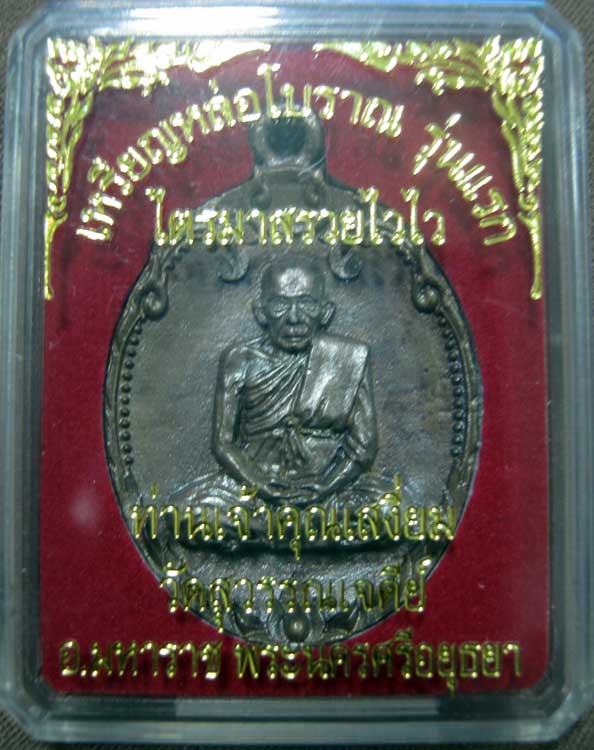 เหรียญหล่อโบราณ รุ่นแรก
ไตรมาสรวยไวไว
ท่านเจ้าคุณเสงี่ยม
วัดสุวรรณเจดีย์
อ.มหาราช พระนครศรีอยุธยา